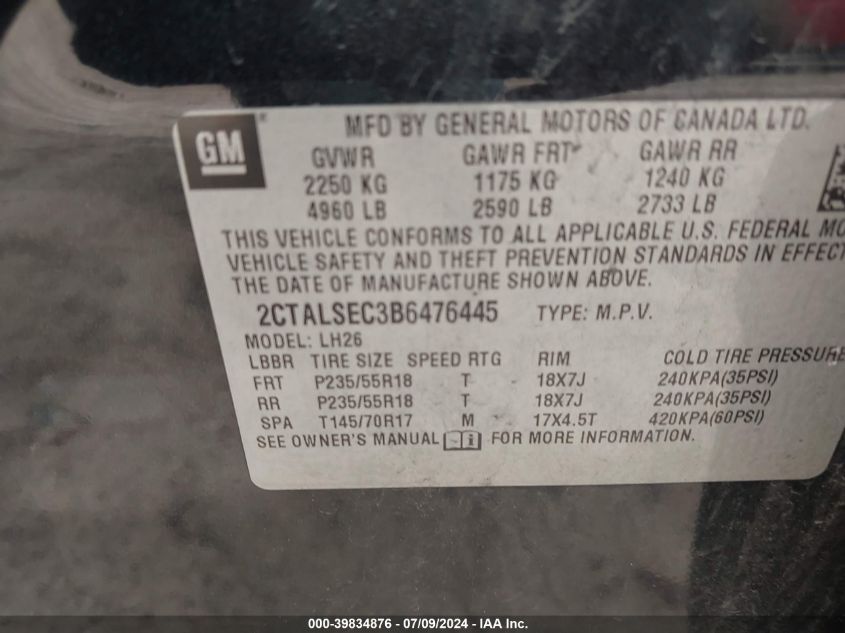 GM
MFD BY GENERAL MOTORS OF CANADA LTD.
GVWR GAWR FRT GAWR RR
2250 KG 1175 KG 1240 KG
4960 LB 2590 LB 2733 LB
THIS VEHICLE CONFORMS TO ALL APPLICABLE U.S. FEDERAL MO
VEHICLE SAFETY AND THEFT PREVENTION STANDARDS IN EFFECT
THE DATE OF MANUFACTURE SHOWN ABOVE.
2CTALSEC3B6476445 TYPE: M.P.V.
MODEL: LH26
LBBR TIRE SIZE SPEED RTG RIM COLD TIRE PRESSURE
FRT P235/55R18 T 18X7J 240KPA(35PSI)
RR P235/55R18 T 18X7J 240KPA(35PSI)
SPA T145/70R17 M 17X4.5T 420KPA(60PSI)
SEE OWNER'S MANUAL i FOR MORE INFORMATION.
000-39834876 / 07/09/2024 - IAA Inc.